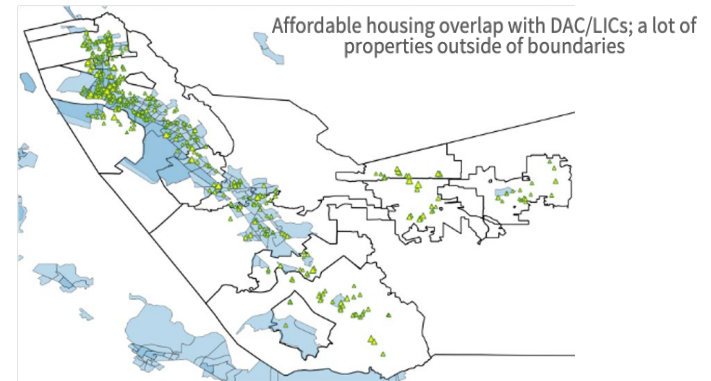 Affordable housing overlap with DAC/LICs; a lot of
properties outside of boundaries